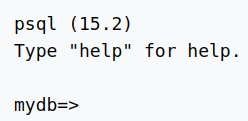 psql (15.2)
Type "help" for help.
mydb=>